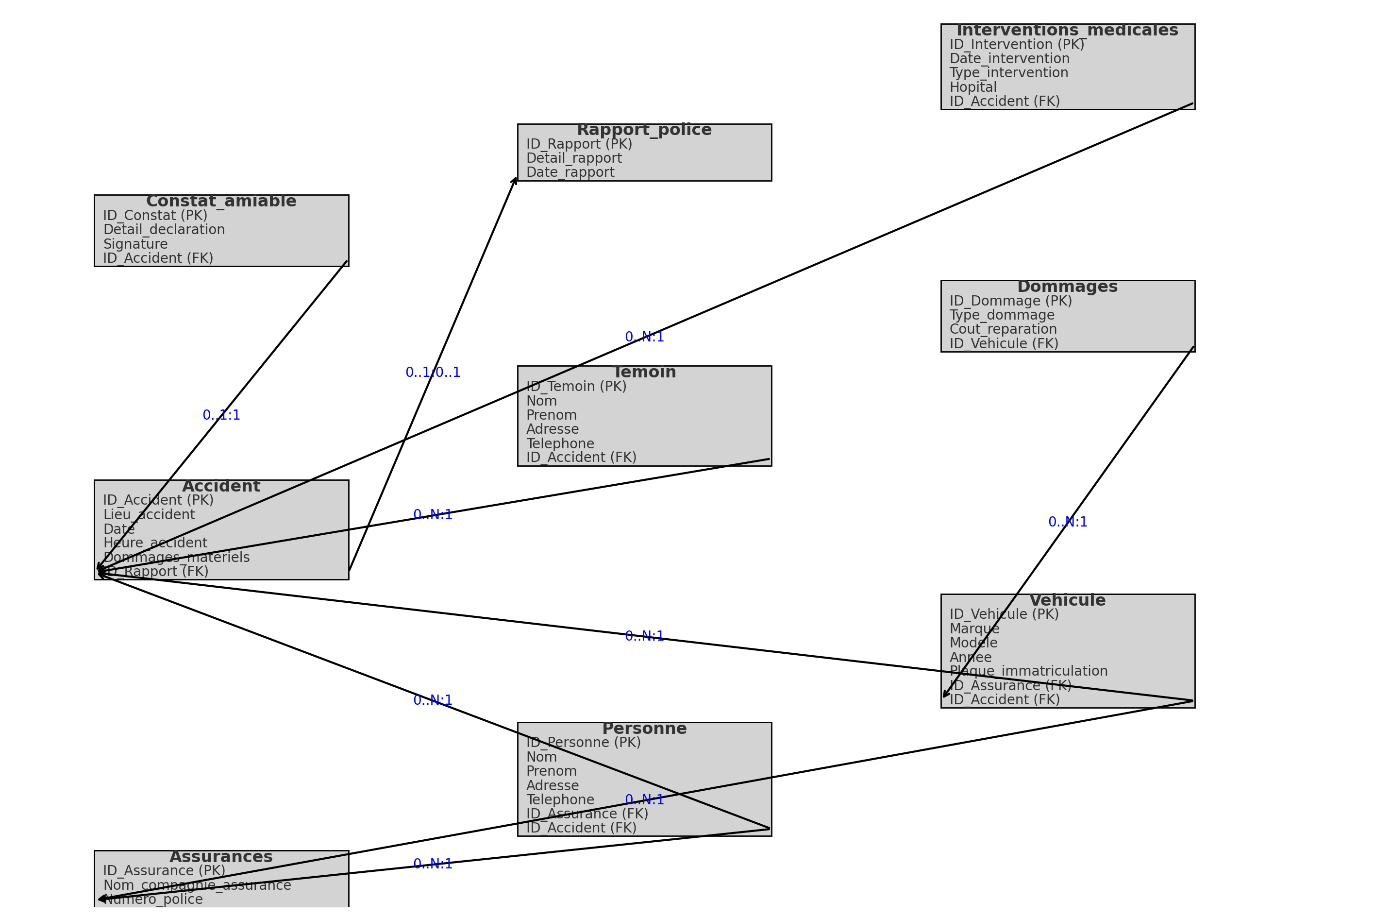 Interventions_medicales
ID_Intervention (PK)
Date_intervention
Type_intervention
Hopital
ID_Accident (FK)
Rapport_police
ID_Rapport (PK)
Detail_rapport
Date_rapport
Constat_amiable
ID_Constat (PK)
Detail_declaration
Signature
ID_Accident (FK)
Dommages
ID_Dommage (PK)
Type_dommage
Cout_reparation
ID_Vehicule (FK)
0..N:1
0..1:0..1
Temoin
ID_Temoin (PK)
Nom
Prenom
Adresse
Telephone
ID_Accident (FK)
0..1:1
Accident
ID_Accident (PK)
Lieu_accident
Date
Heure_accident
Dommages_materiels
ID_Rapport (FK)
0..N:1
0..N:1
0..N:1
Vehicule
ID_Vehicule (PK)
Marque
Modele
Annee
Plaque_immatriculation
ID_Assurance (FK)
ID_Accident (FK)
0..N:1
Personne
ID_Personne (PK)
Nom
Prenom
Adresse
Telephone
ID_Assurance (FK)
ID_Accident (FK)
0..N:1
0..N:1
Assurances
ID_Assurance (PK)
Nom_compagnie_assurance
Numero_police